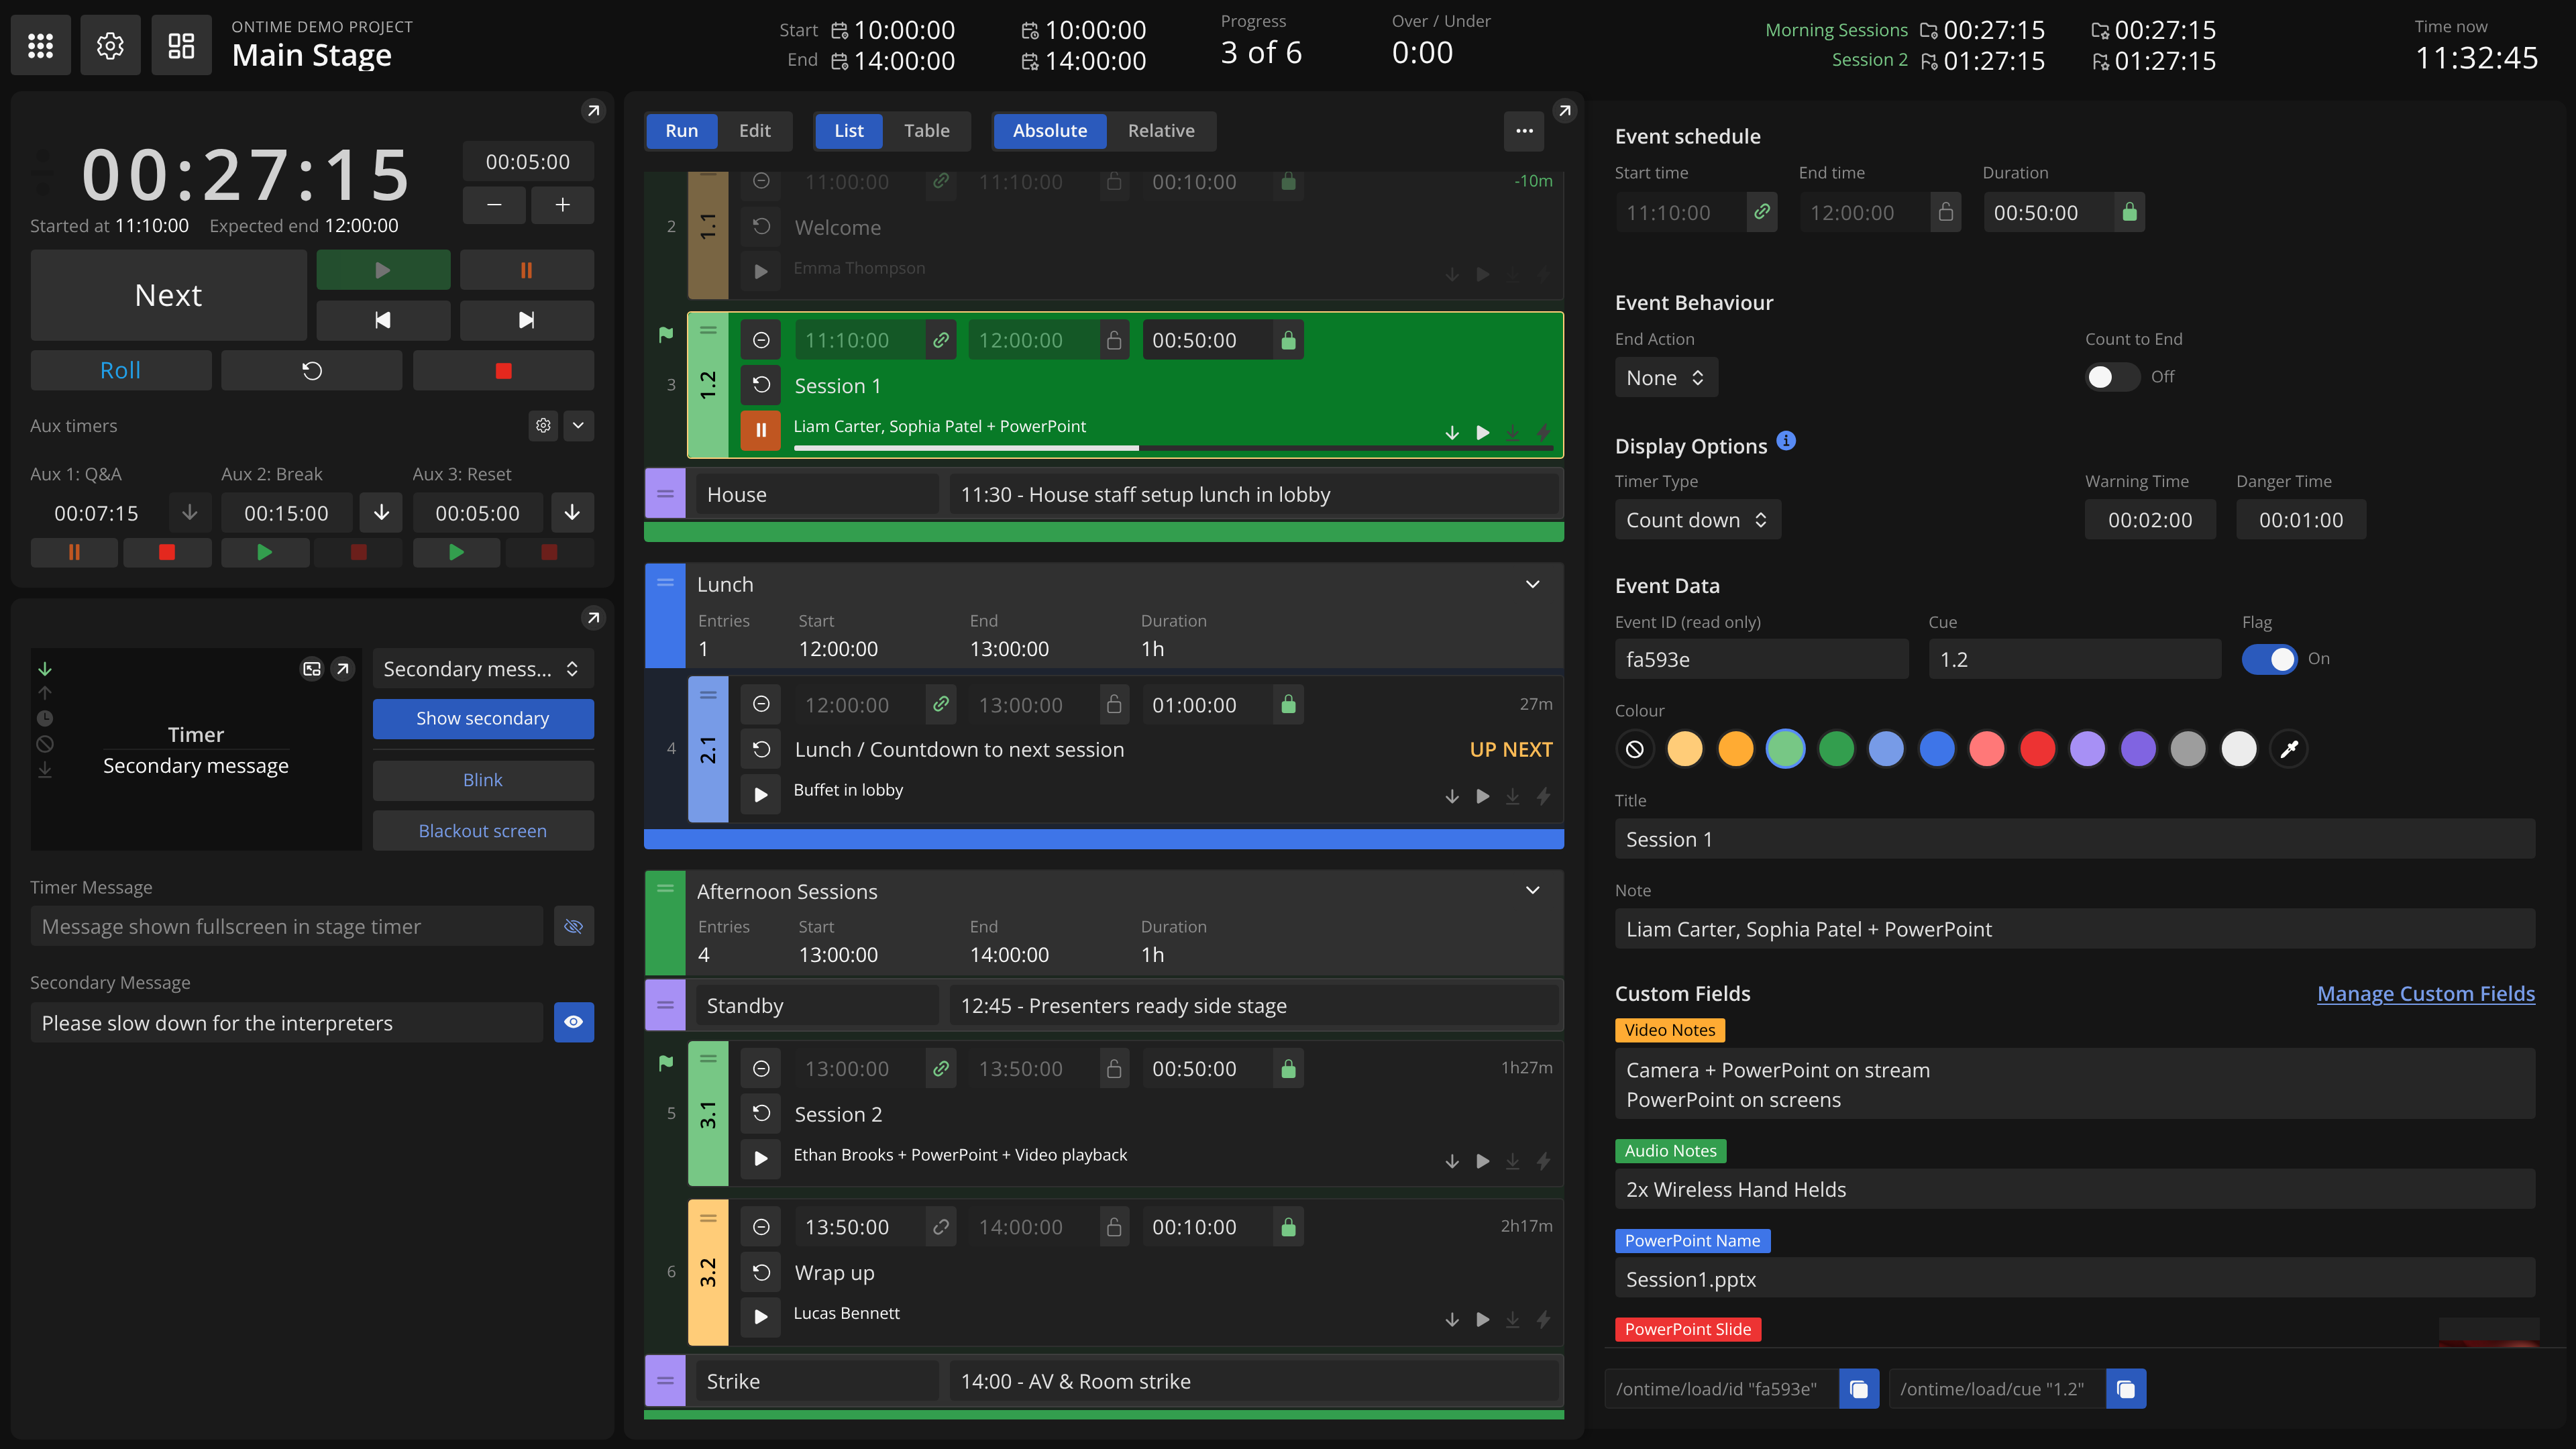 ONTIME DEMO PROJECT
Main Stage
Start 10:00:00 10:00:00
End 14:00:00 14:00:00
Progress
3 of 6
Over / Under
0:00
Morning Sessions 00:27:15 00:27:15
Session 2 01:27:15 01:27:15
Time now
11:32:45
00:27:15
00:05:00
Started at 11:10:00 Expected end 12:00:00
Next
Roll
Aux timers
Aux 1: Q&A Aux 2: Break Aux 3: Reset
00:07:15 00:15:00 00:05:00
Secondary mess...
Show secondary
Timer
Secondary message
Blink
Blackout screen
Timer Message
Message shown fullscreen in stage timer
Secondary Message
Please slow down for the interpreters
Run Edit List Table Absolute Relative
11:00:00 11:10:00 00:10:00 -10m
2 1.1 Welcome
Emma Thompson
11:10:00 12:00:00 00:50:00
3 1.2 Session 1
Liam Carter, Sophia Patel + PowerPoint
House 11:30 - House staff setup lunch in lobby
Lunch
Entries Start End Duration
1 12:00:00 13:00:00 1h
12:00:00 13:00:00 01:00:00 27m
4 2.1 Lunch / Countdown to next session UP NEXT
Buffet in lobby
Afternoon Sessions
Entries Start End Duration
4 13:00:00 14:00:00 1h
Standby 12:45 - Presenters ready side stage
13:00:00 13:50:00 00:50:00 1h27m
5 3.1 Session 2
Ethan Brooks + PowerPoint + Video playback
13:50:00 14:00:00 00:10:00 2h17m
6 3.2 Wrap up
Lucas Bennett
Strike 14:00 - AV & Room strike
Event schedule
Start time End time Duration
11:10:00 12:00:00 00:50:00
Event Behaviour
End Action Count to End
None Off
Display Options
Timer Type Warning Time Danger Time
Count down 00:02:00 00:01:00
Event Data
Event ID (read only) Cue Flag
fa593e 1.2 On
Colour
Title
Session 1
Note
Liam Carter, Sophia Patel + PowerPoint
Custom Fields Manage Custom Fields
Video Notes
Camera + PowerPoint on stream
PowerPoint on screens
Audio Notes
2x Wireless Hand Helds
PowerPoint Name
Session1.pptx
PowerPoint Slide
/ontime/load/id "fa593e" /ontime/load/cue "1.2"